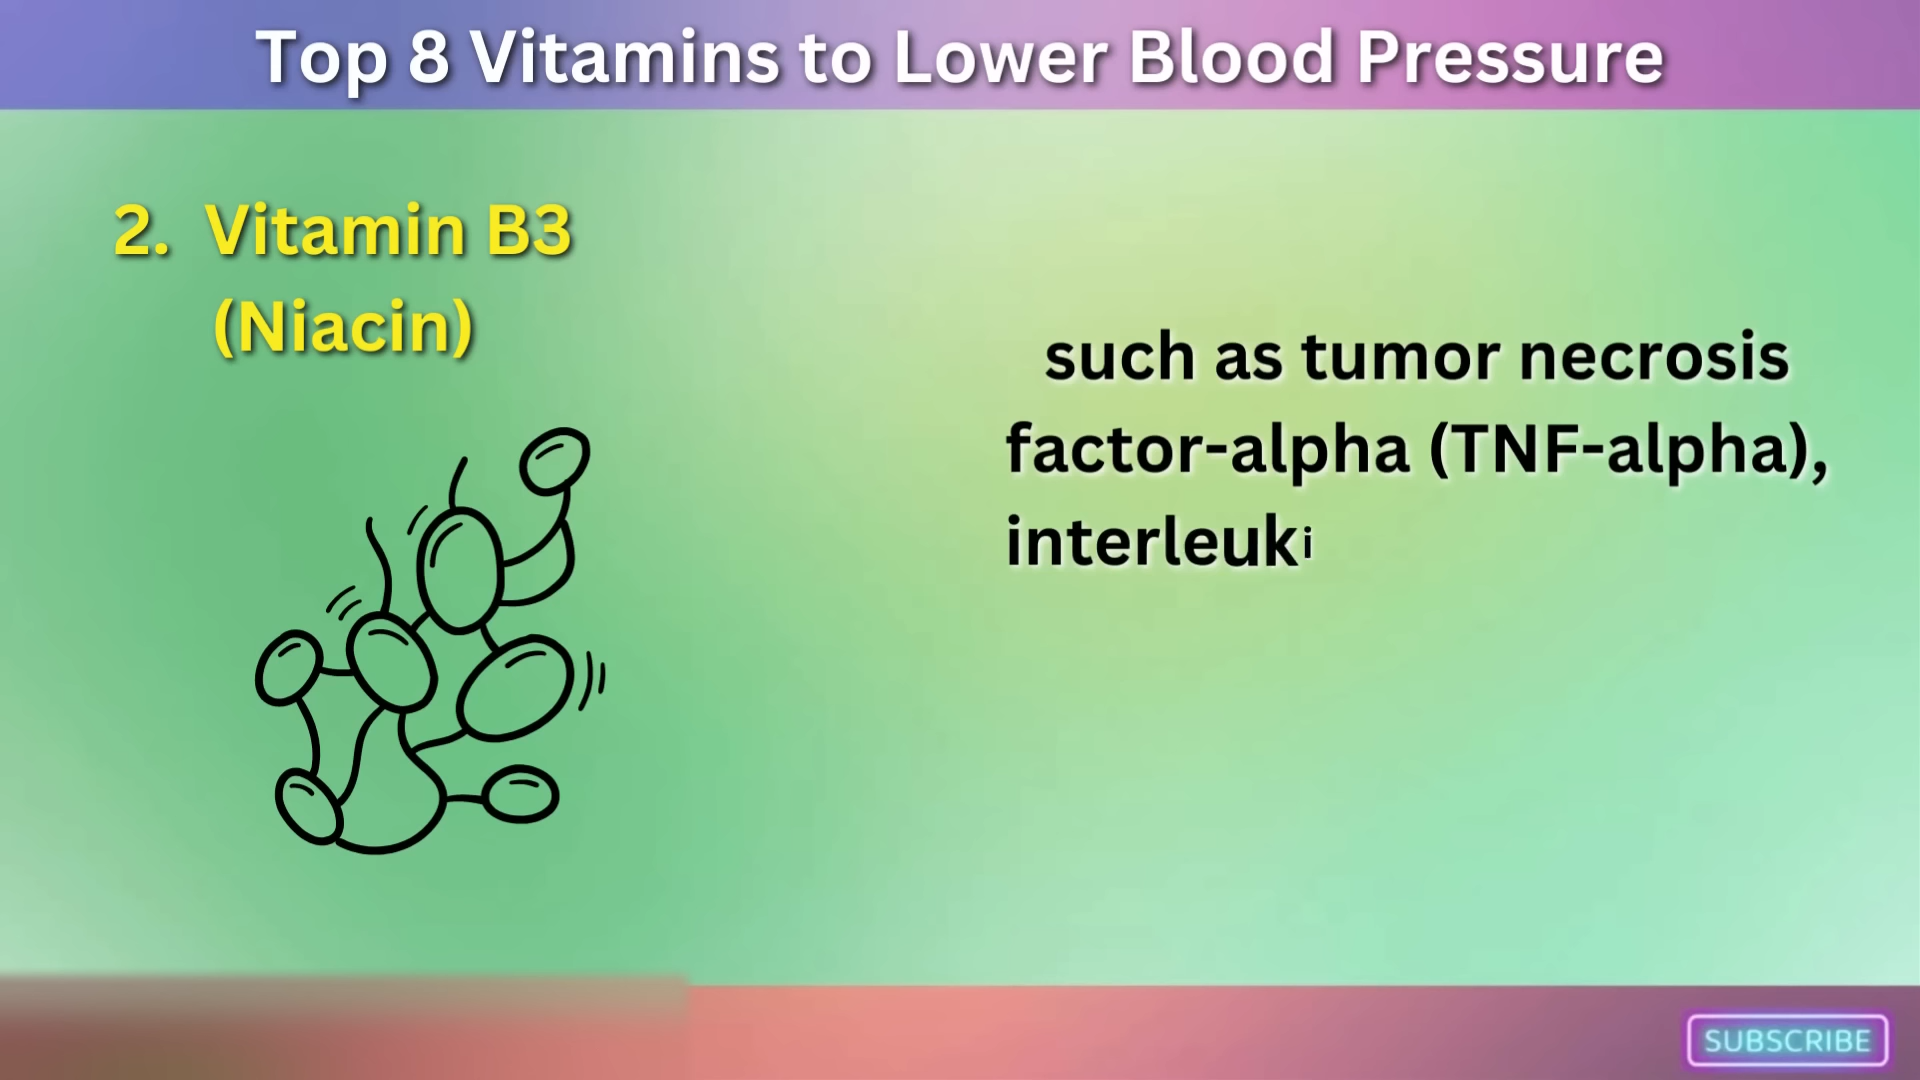 Top 8 Vitamins to Lower Blood Pressure
2. Vitamin B3
(Niacin)
such as tumor necrosis
factor-alpha (TNF-alpha),
interleuki
SUBSCRIBE